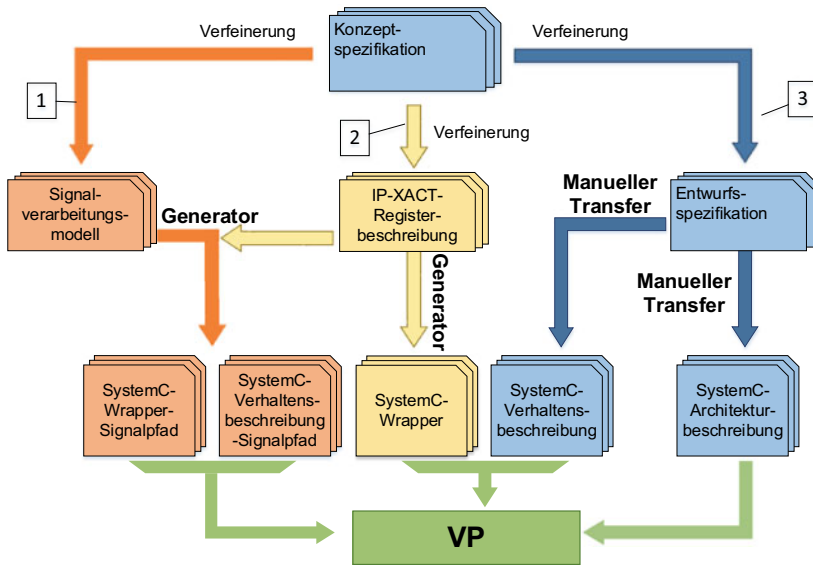 Verfeinerung
Konzept-
spezifikation
Verfeinerung
1
2
Verfeinerung
3
Signal-
verarbeitungs-
modell
Generator
IP-XACT-
Register-
beschreibung
Manueller
Transfer
Entwurfs-
spezifikation
Generator
Manueller
Transfer
SystemC-
Wrapper-
Signalpfad
SystemC-
Verhaltens-
beschreibung
-Signalpfad
SystemC-
Wrapper
SystemC-
Verhaltens-
beschreibung
SystemC-
Architektur-
beschreibung
VP